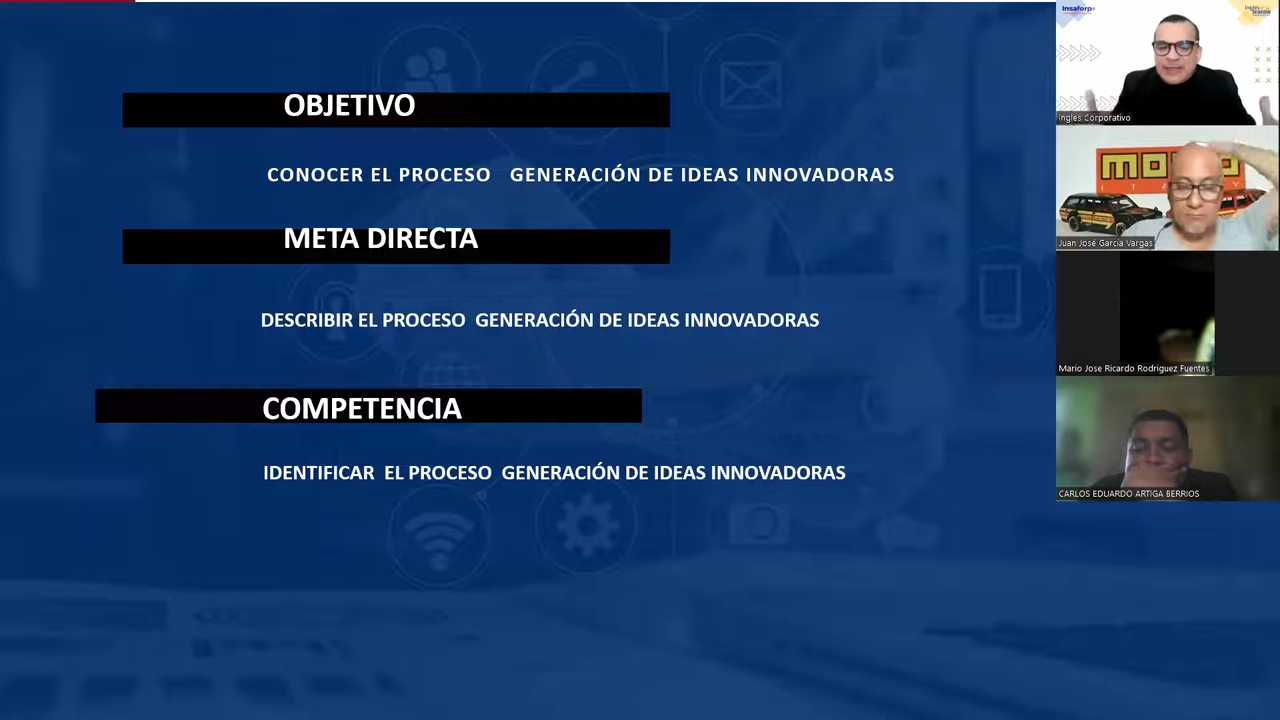 OBJETIVO
CONOCER EL PROCESO GENERACIÓN DE IDEAS INNOVADORAS
META DIRECTA
DESCRIBIR EL PROCESO GENERACIÓN DE IDEAS INNOVADORAS
COMPETENCIA
IDENTIFICAR EL PROCESO GENERACIÓN DE IDEAS INNOVADORAS
Insaforp
Ingles Corporativo
Juan José García Vargas
Mario Jose Ricardo Rodriguez Fuentes
CARLOS EDUARDO ARTIGA BERRIOS